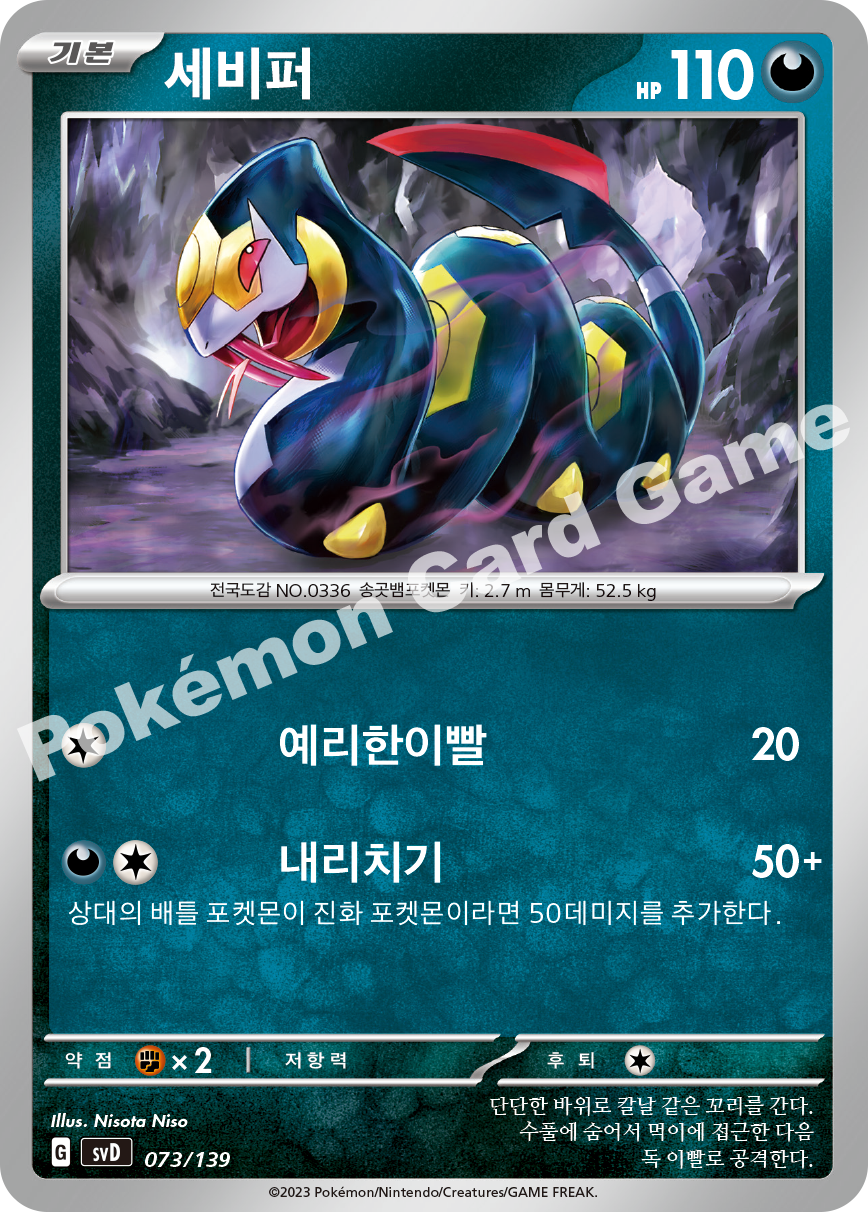 기본
세비퍼
HP 110
전국도감 NO.0336 송곳뱀포켓몬 키: 2.7 m 몸무게: 52.5 kg
Pokémon Card Game
예리한이빨 20
내리치기 50+
상대의 배틀 포켓몬이 진화 포켓몬이라면 50데미지를 추가한다.
약점 ×2 저항력 후퇴
단단한 바위로 칼날 같은 꼬리를 간다.
수풀에 숨어서 먹이에 접근한 다음
독 이빨로 공격한다.
Illus. Nisota Niso
G svD 073/139
©2023 Pokémon/Nintendo/Creatures/GAME FREAK.